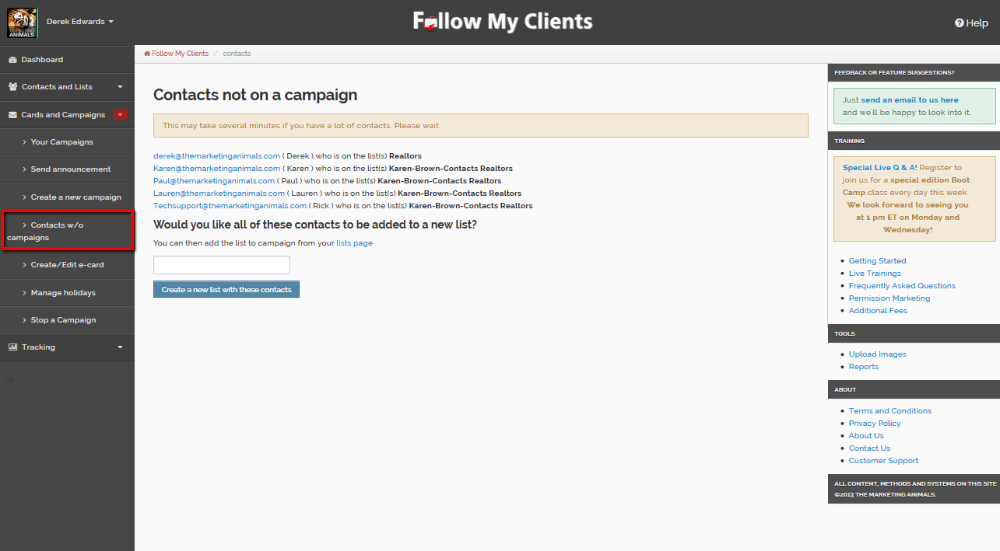 MARKETING
ANIMALS
Derek Edwards
Follow My Clients
Help
Dashboard
Contacts and Lists
Cards and Campaigns
Your Campaigns
Send announcement
Create a new campaign
Contacts w/o
campaigns
Create/Edit e-card
Manage holidays
Stop a Campaign
Tracking
Follow My Clients / contacts
Contacts not on a campaign
This may take several minutes if you have a lot of contacts. Please wait.
derek@themarketinganimals.com ( Derek ) who is on the list(s) Realtors
Karen@themarketinganimals.com ( Karen ) who is on the list(s) Karen-Brown-Contacts Realtors
Paul@themarketinganimals.com ( Paul ) who is on the list(s) Karen-Brown-Contacts Realtors
Lauren@themarketinganimals.com ( Lauren ) who is on the list(s) Karen-Brown-Contacts Realtors
Techsupport@themarketinganimals.com ( Rick ) who is on the list(s) Karen-Brown-Contacts Realtors
Would you like all of these contacts to be added to a new list?
You can then add the list to campaign from your lists page
Create a new list with these contacts
FEEDBACK OR FEATURE SUGGESTIONS?
Just send an email to us here
and we'll be happy to look into it.
TRAINING
Special Live Q & A! Register to
join us for a special edition Boot
Camp class every day this week.
We look forward to seeing you
at 1 pm ET on Monday and
Wednesday!
Getting Started
Live Trainings
Frequently Asked Questions
Permission Marketing
Additional Fees
TOOLS
Upload Images
Reports
ABOUT
Terms and Conditions
Privacy Policy
About Us
Contact Us
Customer Support
ALL CONTENT, METHODS AND SYSTEMS ON THIS SITE
©2013 THE MARKETING ANIMALS.